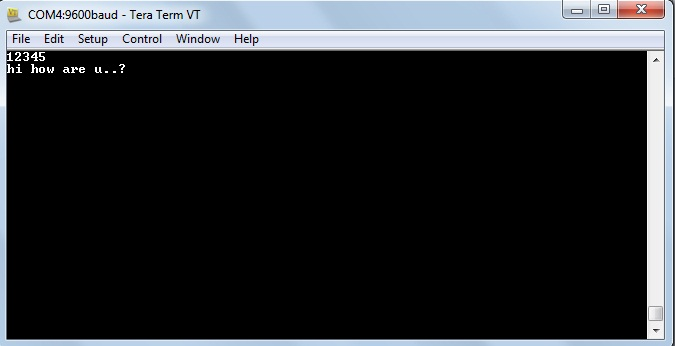 COM4:9600baud - Tera Term VT
File Edit Setup Control Window Help
12345
hi how are u..?